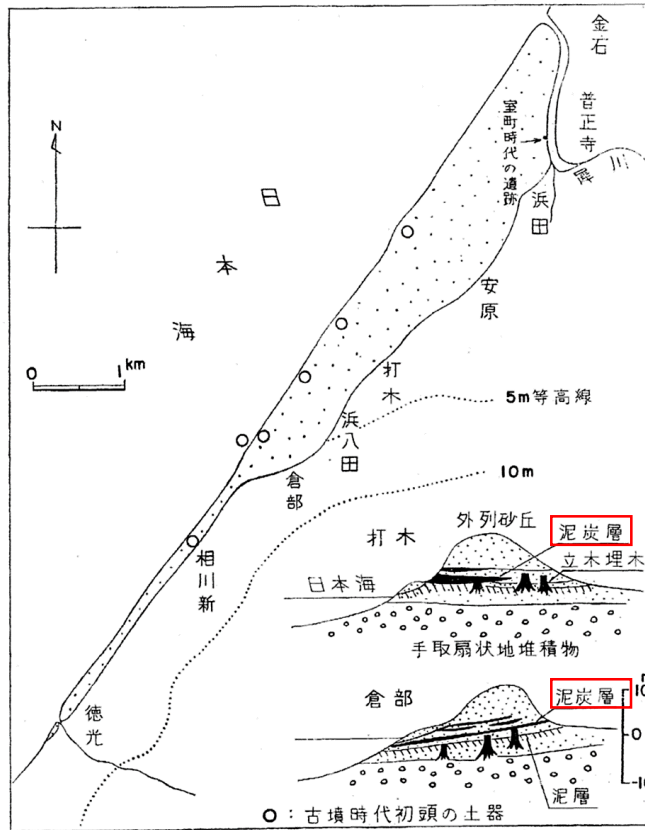 金石
普正寺
犀川
室町時代の遺跡
浜田
N
日本海
安原
打木
0 1 km
5m等高線
浜八田
10m
倉部
相川新
徳光
打木
外列砂丘
泥炭層
立木埋木
日本海
手取扇状地堆積物
倉部
泥炭層
m
10
0
-10
泥層
○:古墳時代初頭の土器